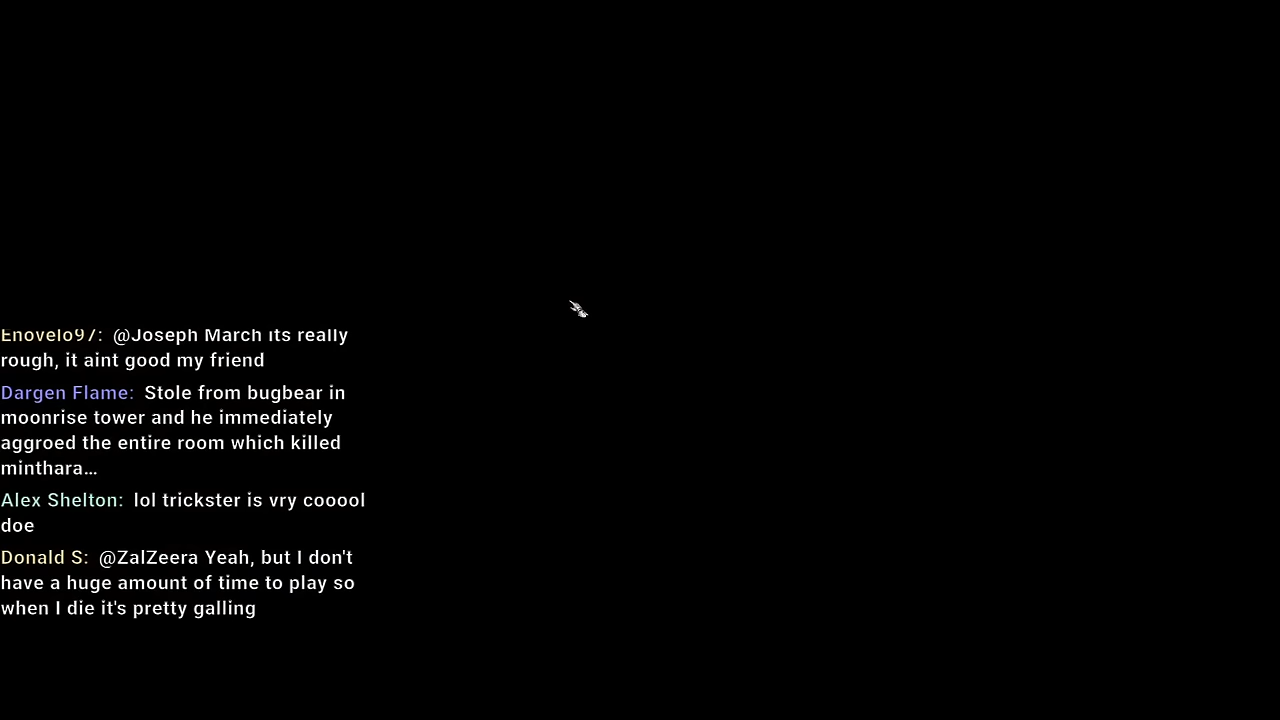 Enovelo97: @Joseph March its really
rough, it aint good my friend
Dargen Flame: Stole from bugbear in
moonrise tower and he immediately
aggroed the entire room which killed
minthara...
Alex Shelton: lol trickster is vry cooool
doe
Donald S: @ZalZeera Yeah, but I don't
have a huge amount of time to play so
when I die it's pretty galling